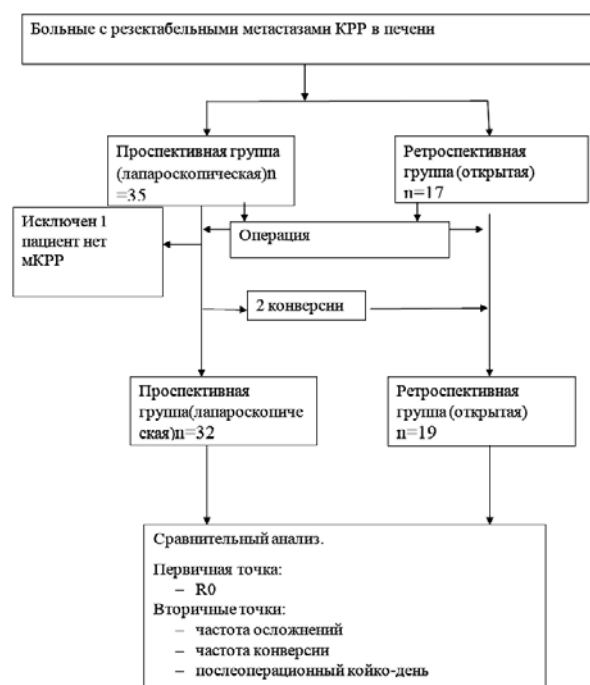 Больные с резектабельными метастазами КРР в печени
Проспективная группа
(лапароскопическая)n
=35
Ретроспективная
группа (открытая)
n=17
Исключен 1
пациент нет
мКРР
Операция
2 конверсии
Проспективная
группа(лапароскопиче
ская)n=32
Ретроспективная
группа (открытая)
n=19
Сравнительный анализ.
Первичная точка:
– R0
Вторичные точки:
– частота осложнений
– частота конверсии
– послеоперационный койко-день